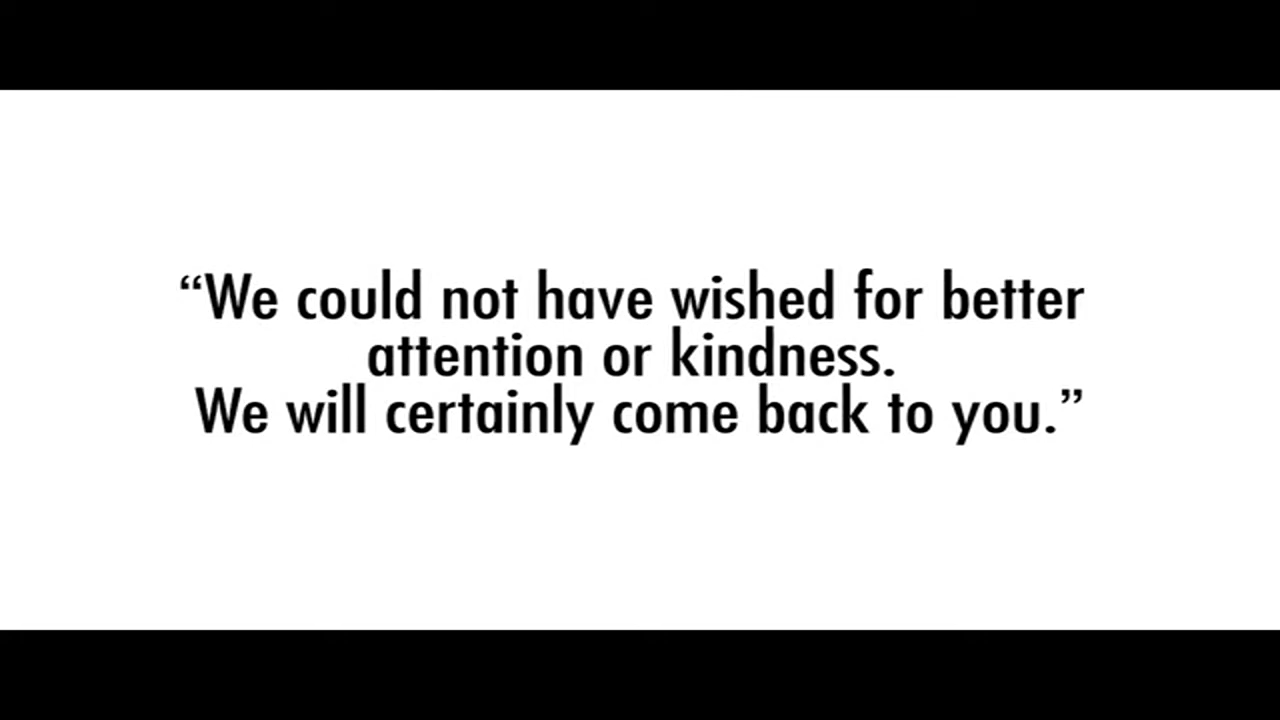 “We could not have wished for better
attention or kindness.
We will certainly come back to you.”